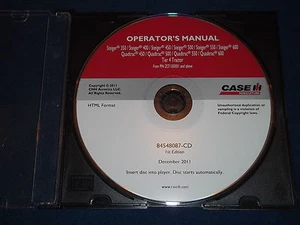 OPERATOR'S MANUAL
Steiger® 350 / Steiger® 400 / Steiger® 450 / Steiger® 500 / Steiger® 550 / Steiger® 600
Quadtrac® 450 / Quadtrac® 500 / Quadtrac® 550 / Quadtrac® 600
Tier 4 Tractor
and above
Copyright © 2011
CNH America LLC.
All Rights Reserved.
CASE IH
HTML Format
Unauthorized duplication or
sampling is a violation of
Federal Copyright laws.
84548087-CD
1st Edition
December 2011
Insert disc into player. Disc starts automatically.
www.caseih.com